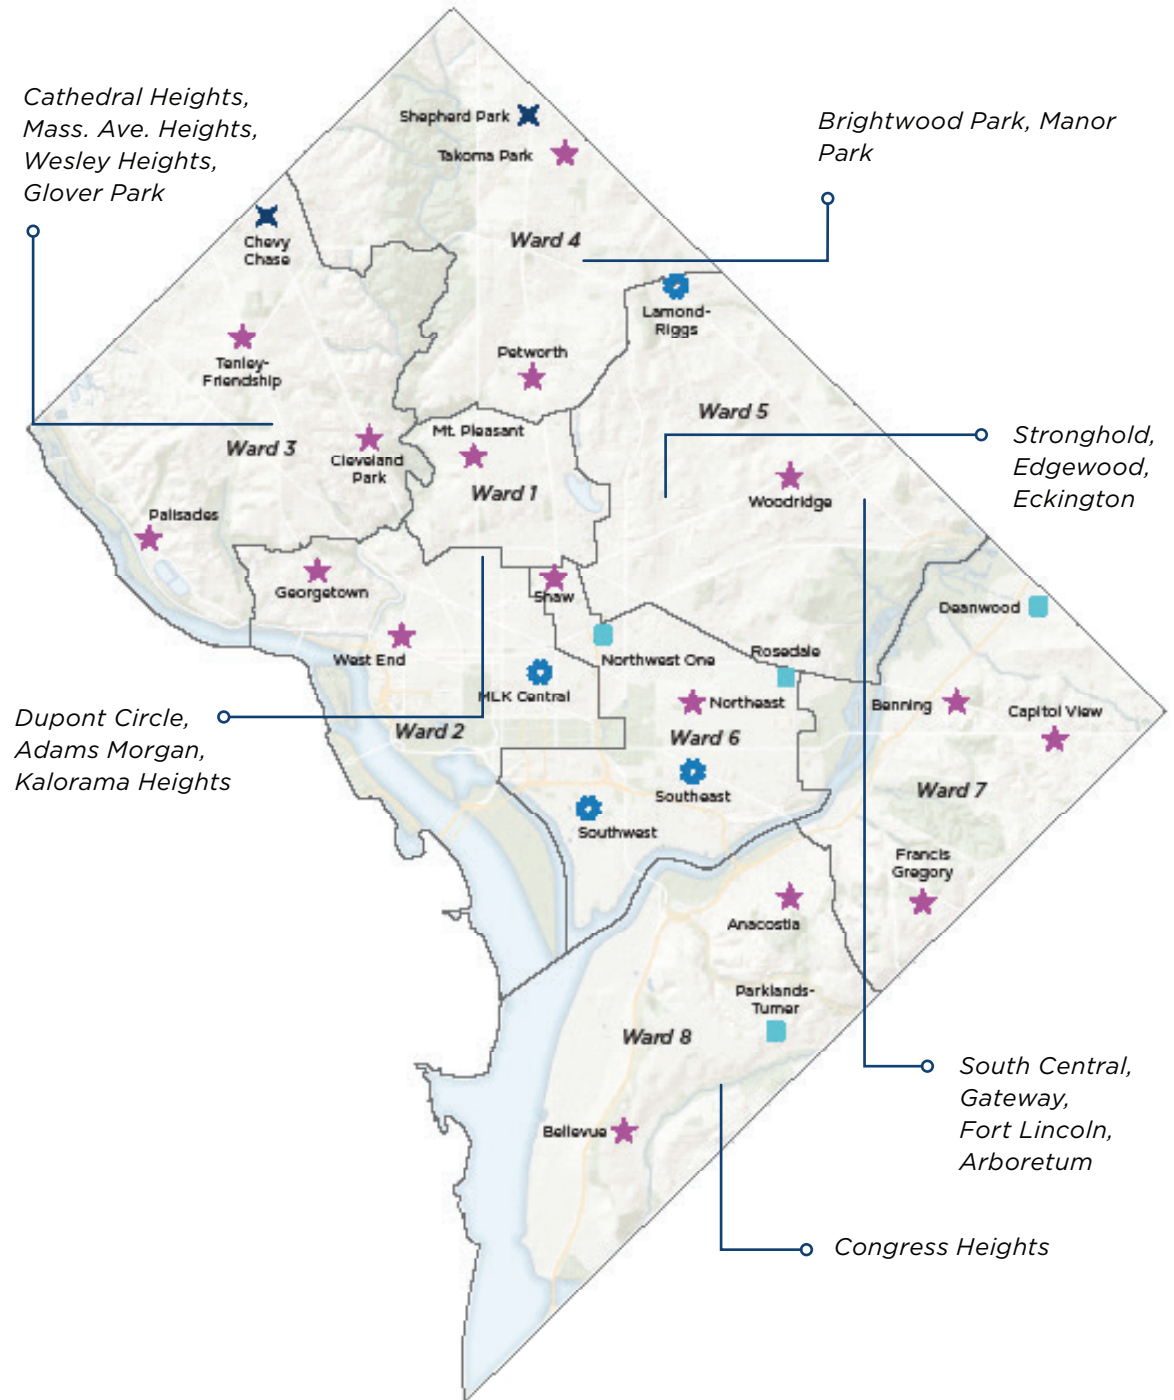 Cathedral Heights,
Mass. Ave. Heights,
Wesley Heights,
Glover Park
Brightwood Park, Manor
Park
Shepherd Park
Takoma Park
Chevy
Chase
Ward 4
Lamond-
Riggs
Tenley-
Friendship
Petworth
Ward 5
Mt. Pleasant
Ward 3
Cleveland
Park
Stronghold,
Edgewood,
Eckington
Ward 1
Woodridge
Palisades
Georgetown
Shaw
Deanwood
West End
Northwest One
Rosedale
MLK Central
Northeast
Benning
Capitol View
Dupont Circle,
Adams Morgan,
Kalorama Heights
Ward 2
Ward 6
Southeast
Ward 7
Southwest
Francis
Gregory
Anacostia
Parklands-
Turner
Ward 8
South Central,
Gateway,
Fort Lincoln,
Arboretum
Bellevue
Congress Heights